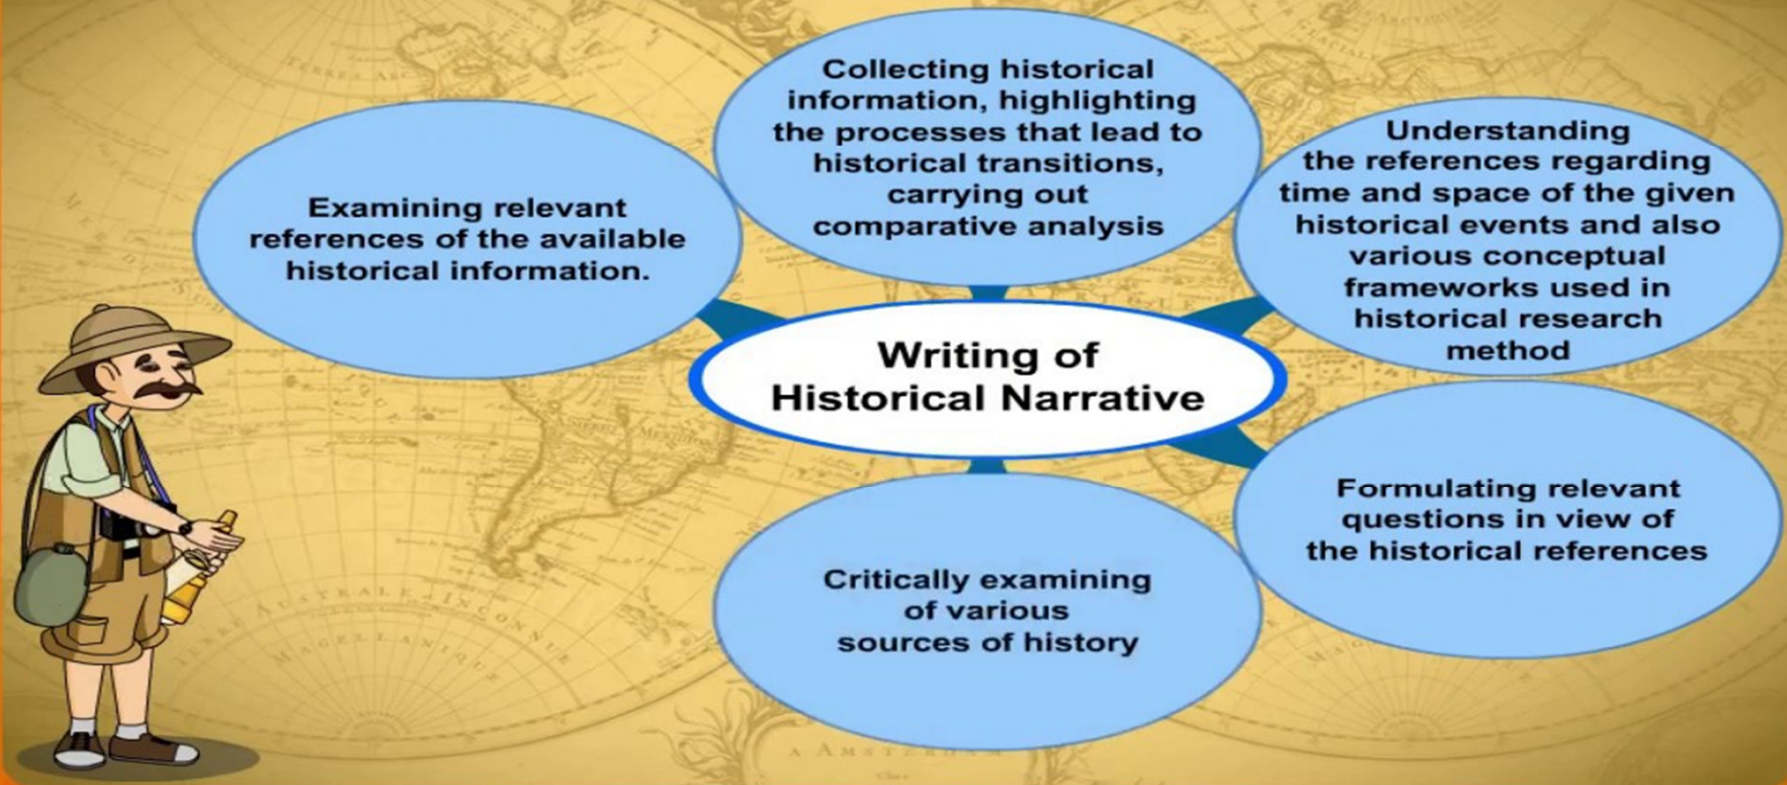 Collecting historical
information, highlighting
the processes that lead to
historical transitions,
carrying out
comparative analysis
Examining relevant
references of the available
historical information.
Understanding
the references regarding
time and space of the given
historical events and also
various conceptual
frameworks used in
historical research
method
Writing of
Historical Narrative
Formulating relevant
questions in view of
the historical references
Critically examining
of various
sources of history
AUSTRALE INCONNUE
MAGELLANIQUE